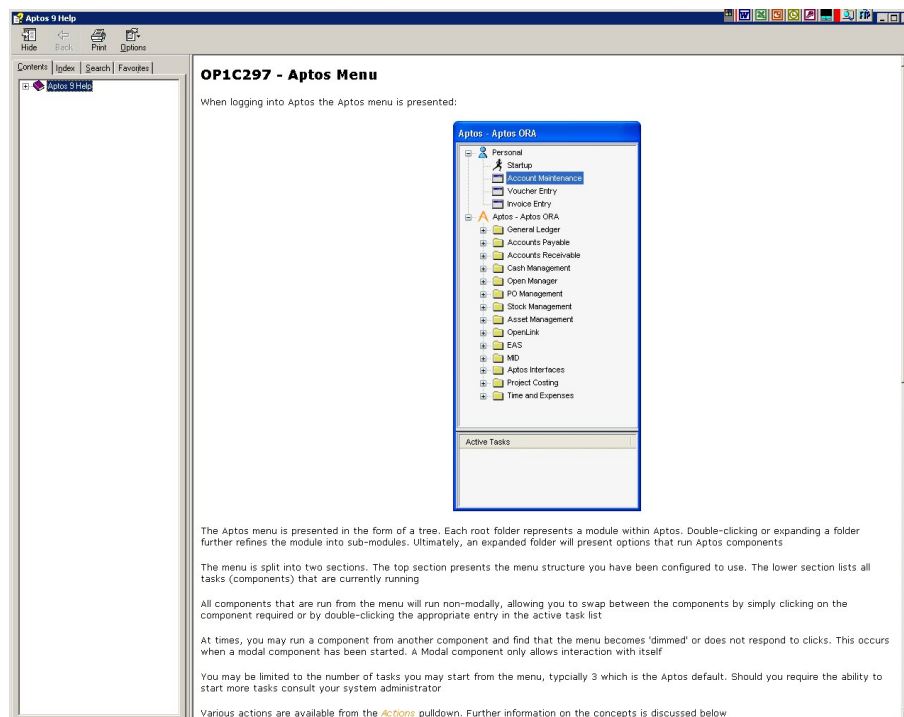 Aptos 9 Help
Hide Back Print Options
Contents Index Search Favorites
Aptos 9 Help
OP1C297 - Aptos Menu
When logging into Aptos the Aptos menu is presented:
Aptos - Aptos ORA
Personal
Startup
Account Maintenance
Voucher Entry
Invoice Entry
Aptos - Aptos ORA
General Ledger
Accounts Payable
Accounts Receivable
Cash Management
Open Manager
PO Management
Stock Management
Asset Management
OpenLink
EAS
MID
Aptos Interfaces
Project Costing
Time and Expenses
Active Tasks
The Aptos menu is presented in the form of a tree. Each root folder represents a module within Aptos. Double-clicking or expanding a folder
further refines the module into sub-modules. Ultimately, an expanded folder will present options that run Aptos components
The menu is split into two sections. The top section presents the menu structure you have been configured to use. The lower section lists all
tasks (components) that are currently running
All components that are run from the menu will run non-modally, allowing you to swap between the components by simply clicking on the
component required or by double-clicking the appropriate entry in the active task list
At times, you may run a component from another component and find that the menu becomes 'dimmed' or does not respond to clicks. This occurs
when a modal component has been started. A Modal component only allows interaction with itself
You may be limited to the number of tasks you may start from the menu, typcially 3 which is the Aptos default. Should you require the ability to
start more tasks consult your system administrator
Various actions are available from the Actions pulldown. Further information on the concepts is discussed below